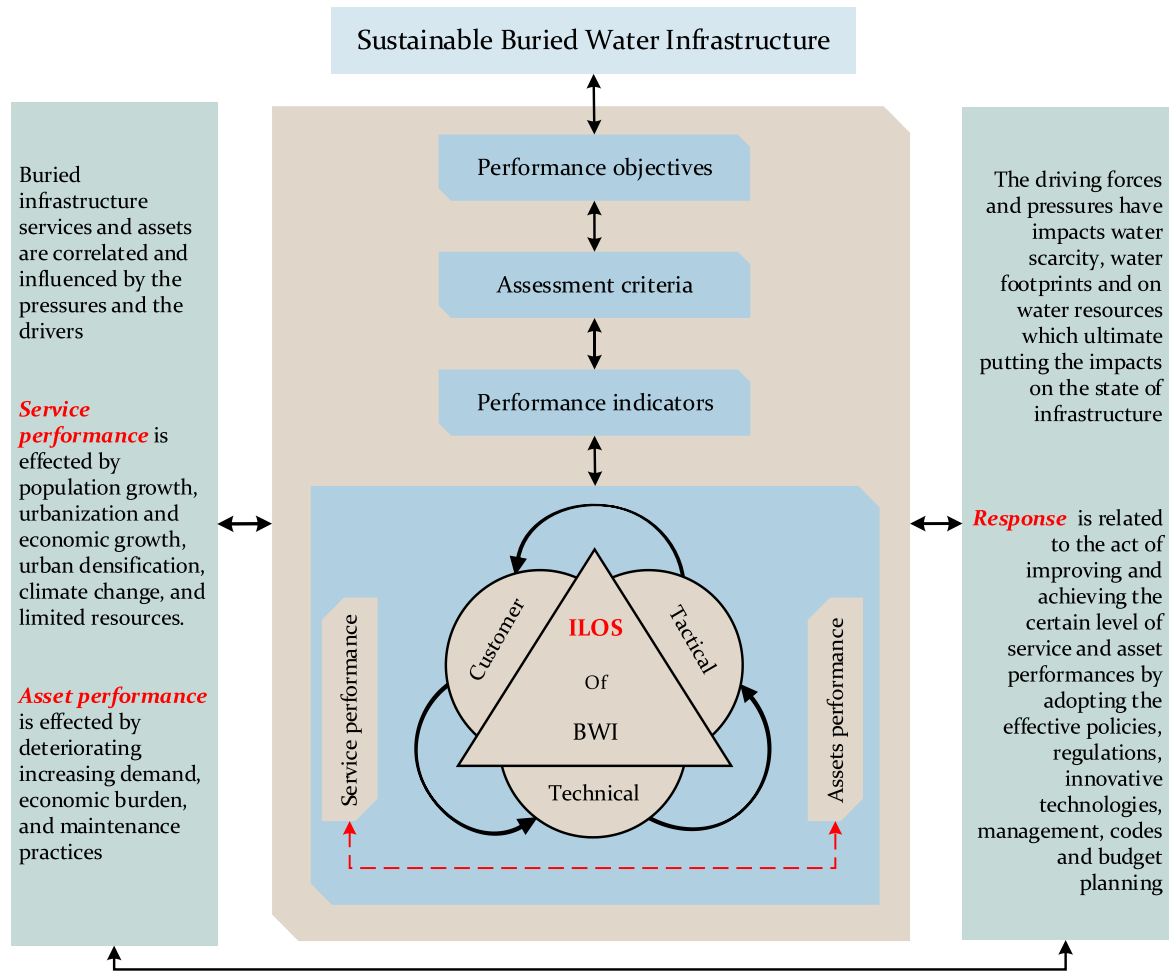 Sustainable Buried Water Infrastructure
Buried
infrastructure
services and assets
are correlated and
influenced by the
pressures and the
drivers
Service
performance is
effected by
population growth,
urbanization and
economic growth,
urban densification,
climate change, and
limited resources.
Asset performance
is effected by
deteriorating
increasing demand,
economic burden,
and maintenance
practices
Performance objectives
Assessment criteria
Performance indicators
Service performance
Customer
ILOS
Of
BWI
Tactical
Technical
Assets performance
The driving forces
and pressures have
impacts water
scarcity, water
footprints and on
water resources
which ultimate
putting the impacts
on the state of
infrastructure
Response is related
to the act of
improving and
achieving the
certain level of
service and asset
performances by
adopting the
effective policies,
regulations,
innovative
technologies,
management, codes
and budget
planning